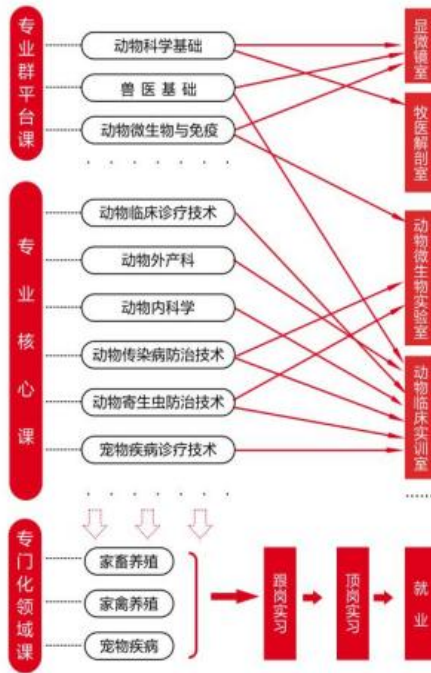 专业群平台课
动物科学基础
兽医基础
动物微生物与免疫
显微镜室
牧医解剖室
动物微生物实验室
动物临床实训室
专业核心课
动物临床诊疗技术
动物外产科
动物内科学
动物传染病防治技术
动物寄生虫防治技术
宠物疾病诊疗技术
专门化领域课
家畜养殖
家禽养殖
宠物疾病
跟岗实习
顶岗实习
就业